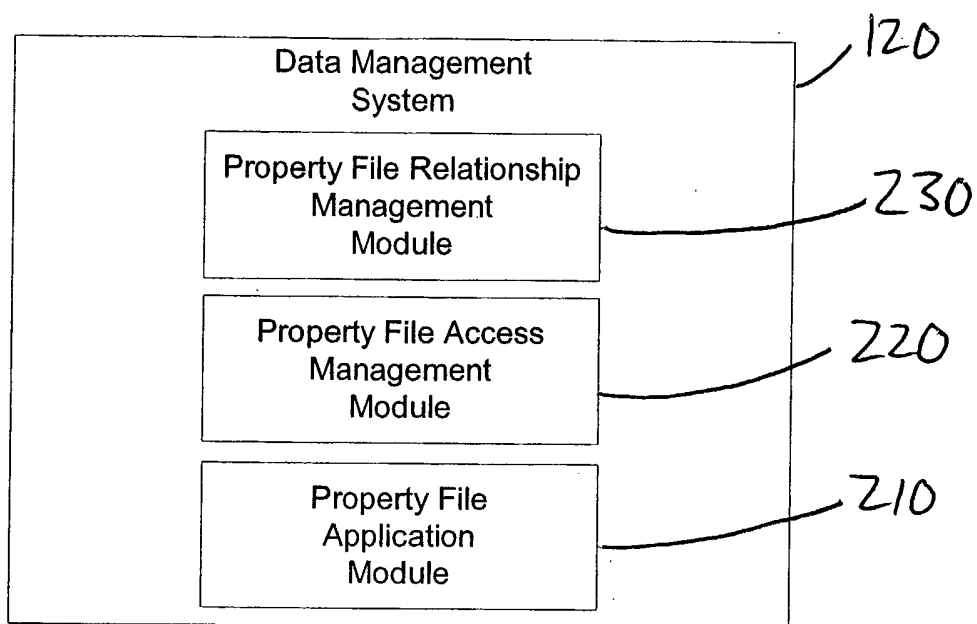 120
Data Management
System
Property File Relationship
Management
Module
230
Property File Access
Management
Module
220
Property File
Application
Module
210